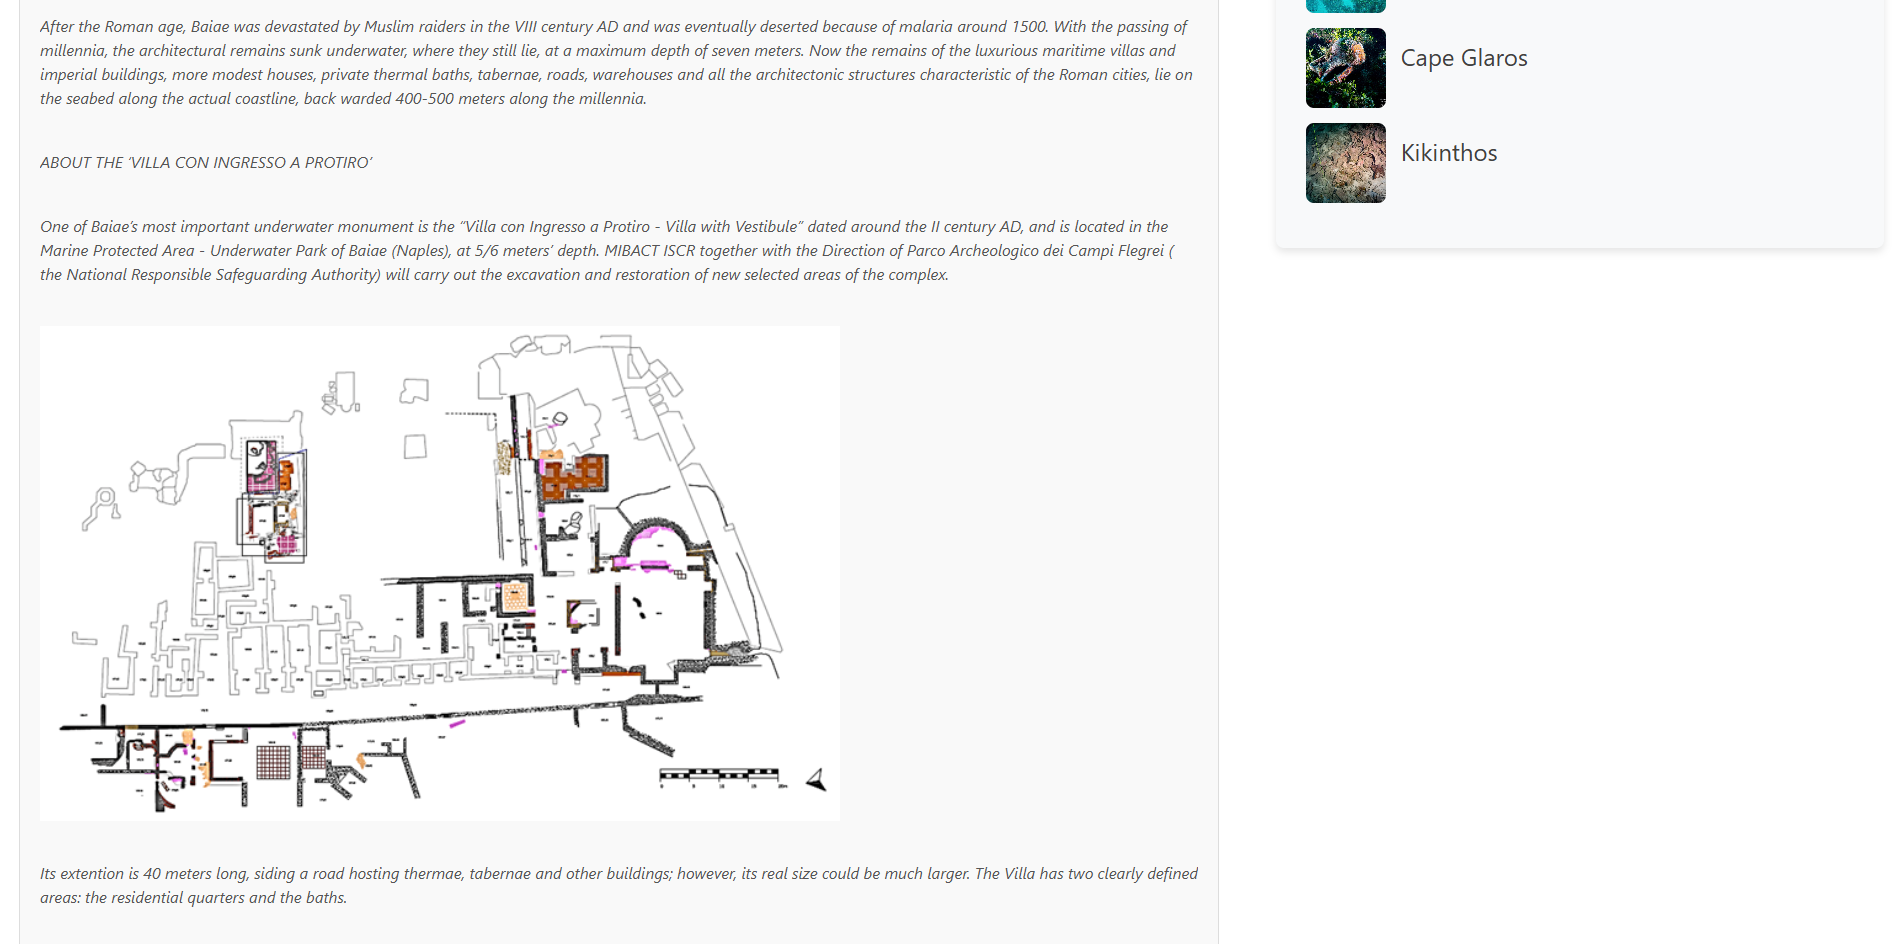 After the Roman age, Baiae was devastated by Muslim raiders in the VIII century AD and was eventually deserted because of malaria around 1500. With the passing of
millennia, the architectural remains sunk underwater, where they still lie, at a maximum depth of seven meters. Now the remains of the luxurious maritime villas and
imperial buildings, more modest houses, private thermal baths, tabernae, roads, warehouses and all the architectonic structures characteristic of the Roman cities, lie on
the seabed along the actual coastline, back warded 400-500 meters along the millennia.
ABOUT THE ‘VILLA CON INGRESSO A PROTIRO’
One of Baiae’s most important underwater monument is the “Villa con Ingresso a Protiro - Villa with Vestibule” dated around the II century AD, and is located in the
Marine Protected Area - Underwater Park of Baiae (Naples), at 5/6 meters’ depth. MIBACT ISCR together with the Direction of Parco Archeologico dei Campi Flegrei (
the National Responsible Safeguarding Authority) will carry out the excavation and restoration of new selected areas of the complex.
Its extention is 40 meters long, siding a road hosting thermae, tabernae and other buildings; however, its real size could be much larger. The Villa has two clearly defined
areas: the residential quarters and the baths.
Cape Glaros
Kikinthos